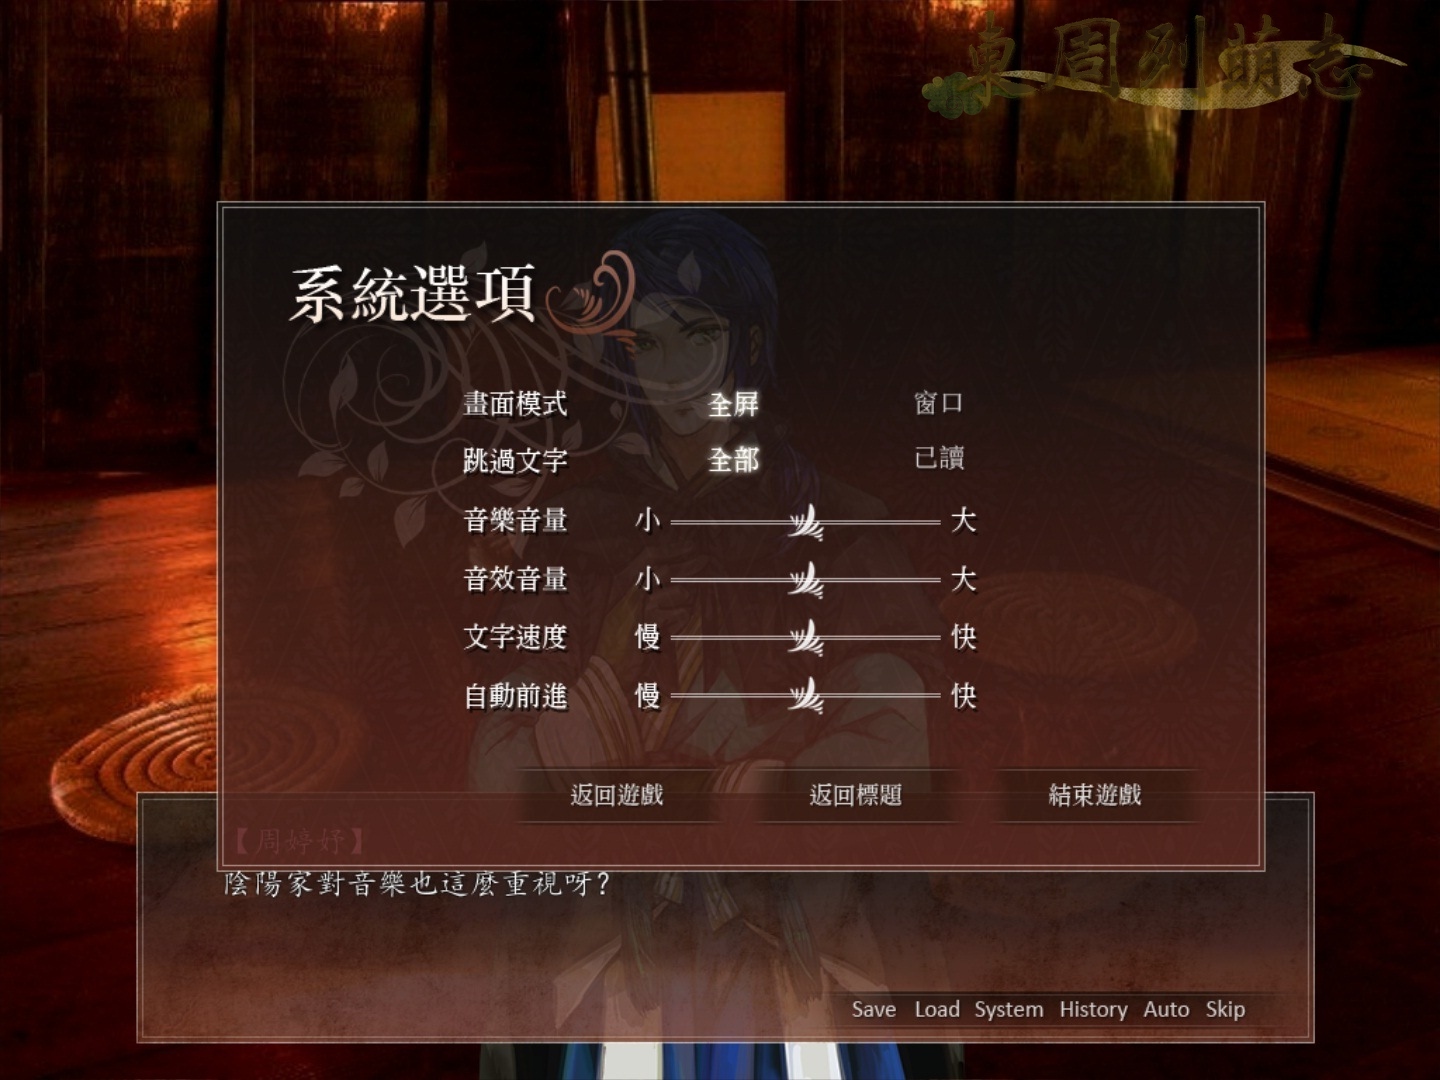 東周列萌志
系統選項
畫面模式 全屏 窗口
跳過文字 全部 已讀
音樂音量 小 大
音效音量 小 大
文字速度 慢 快
自動前進 慢 快
返回遊戲 返回標題 結束遊戲
【周婷妤】
陰陽家對音樂也這麼重視呀？
Save Load System History Auto Skip